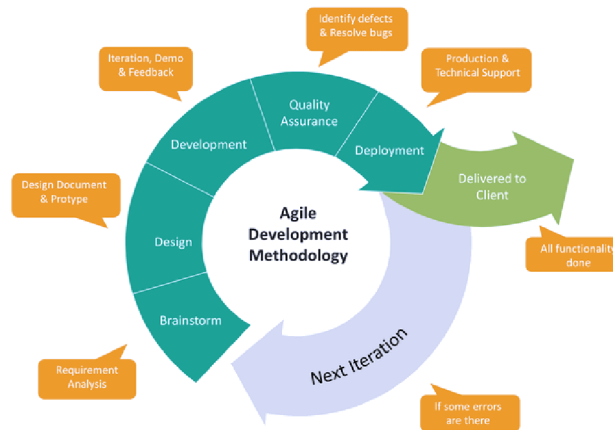 Identify defects
& Resolve bugs
Iteration, Demo
& Feedback
Production &
Technical Support
Quality
Assurance
Development
Deployment
Delivered to
Client
Design Document
& Protype
Agile
Development
Methodology
Design
All functionality
done
Brainstorm
Next Iteration
Requirement
Analysis
If some errors
are there